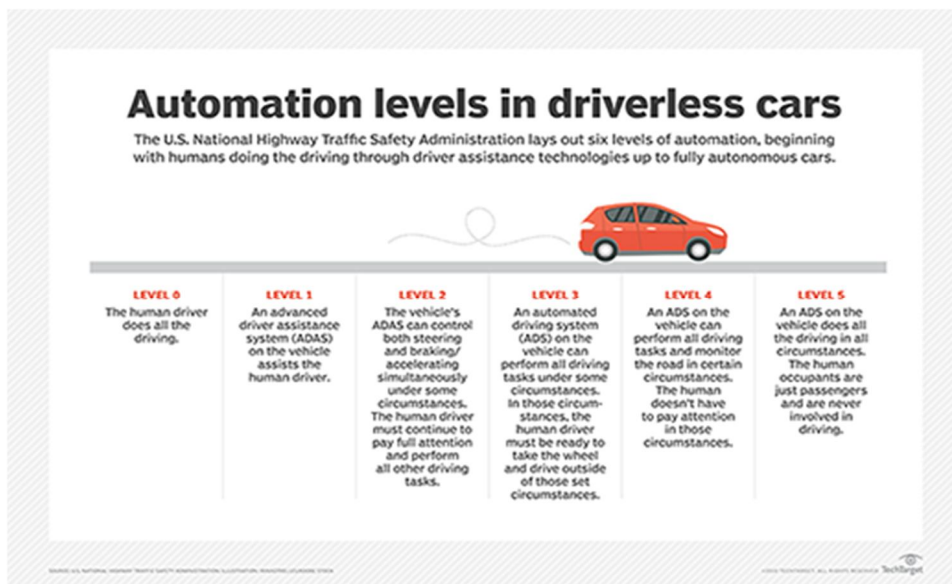 Automation levels in driverless cars
The U.S. National Highway Traffic Safety Administration lays out six levels of automation, beginning
with humans doing the driving through driver assistance technologies up to fully autonomous cars.
LEVEL 0
The human driver
does all the
driving.
LEVEL 1
An advanced
driver assistance
system (ADAS)
on the vehicle
assists the
human driver.
LEVEL 2
The vehicle's
ADAS can control
both steering
and braking/
accelerating
simultaneously
under some
circumstances.
The human driver
must continue to
pay full attention
and perform
all other driving
tasks.
LEVEL 3
An automated
driving system
(ADS) on the
vehicle can
perform all driving
tasks under some
circumstances.
In those circum-
stances, the
human driver
must be ready to
take the wheel
and drive outside
of those set
circumstances.
LEVEL 4
An ADS on the
vehicle can
perform all driving
tasks and monitor
the road in certain
circumstances.
The human
doesn't have
to pay attention
in those
circumstances.
LEVEL 5
An ADS on the
vehicle does all
the driving in all
circumstances.
The human
occupants are
just passengers
and are never
involved in
driving.
TechTarget